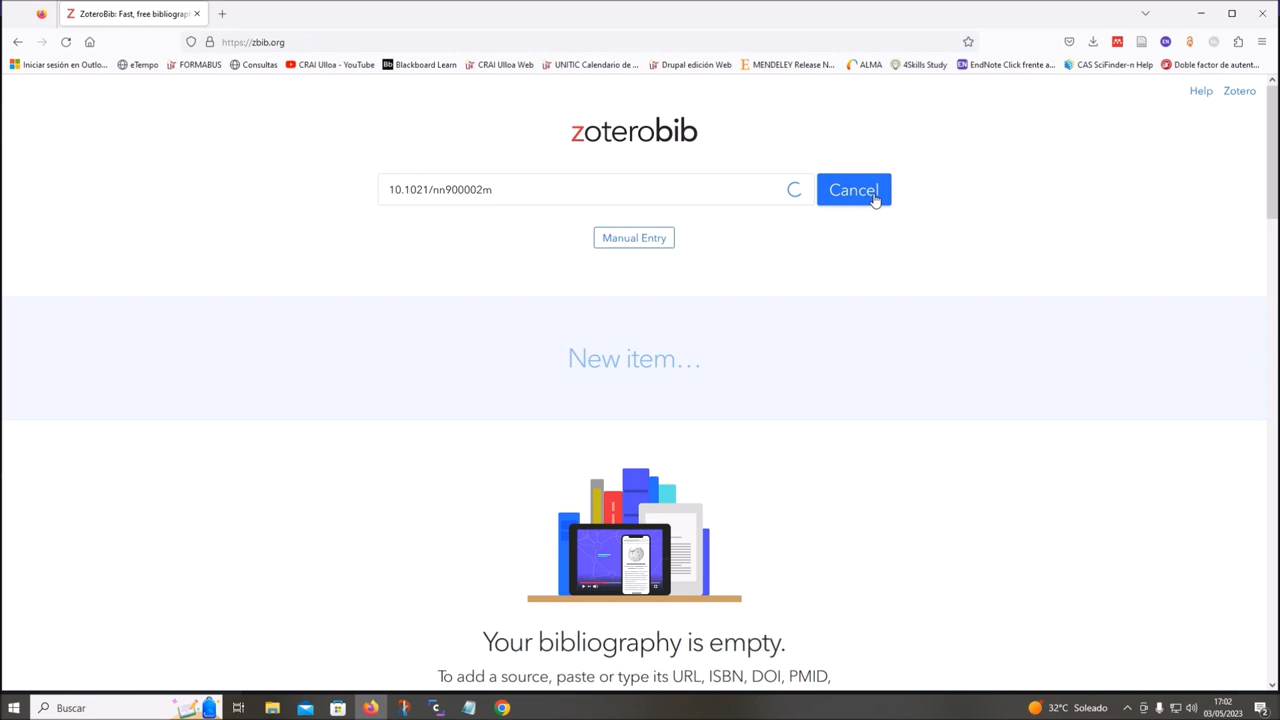 ZoteroBib: Fast, free bibliograph
https://zbib.org
Iniciar sesión en Outlo...
eTempo
FORMABUS
Consultas
CRAI Ulloa - YouTube
Blackboard Learn
CRAI Ulloa Web
UNITIC Calendario de ...
Drupal edición Web
MENDELEY Release N...
ALMA
4Skills Study
EndNote Click frente a...
CAS SciFinder-n Help
Doble factor de autent...
Help
Zotero
zoterobib
10.1021/nn900002m
Cancel
Manual Entry
New item...
Your bibliography is empty.
To add a source, paste or type its URL, ISBN, DOI, PMID,
Buscar
32°C Soleado
17:02
03/05/2023